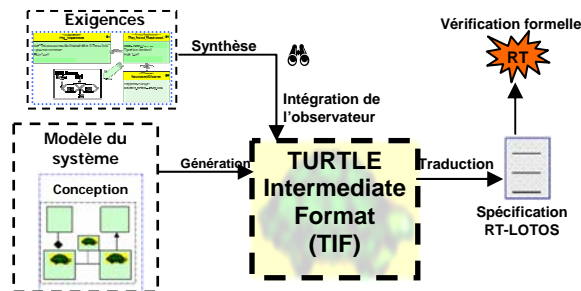 Exigences
Synthèse
Intégration de
l'observateur
Vérification formelle
RT
Modèle du
système
Conception
Génération
TURTLE
Intermediate
Format
(TIF)
Traduction
Spécification
RT-LOTOS